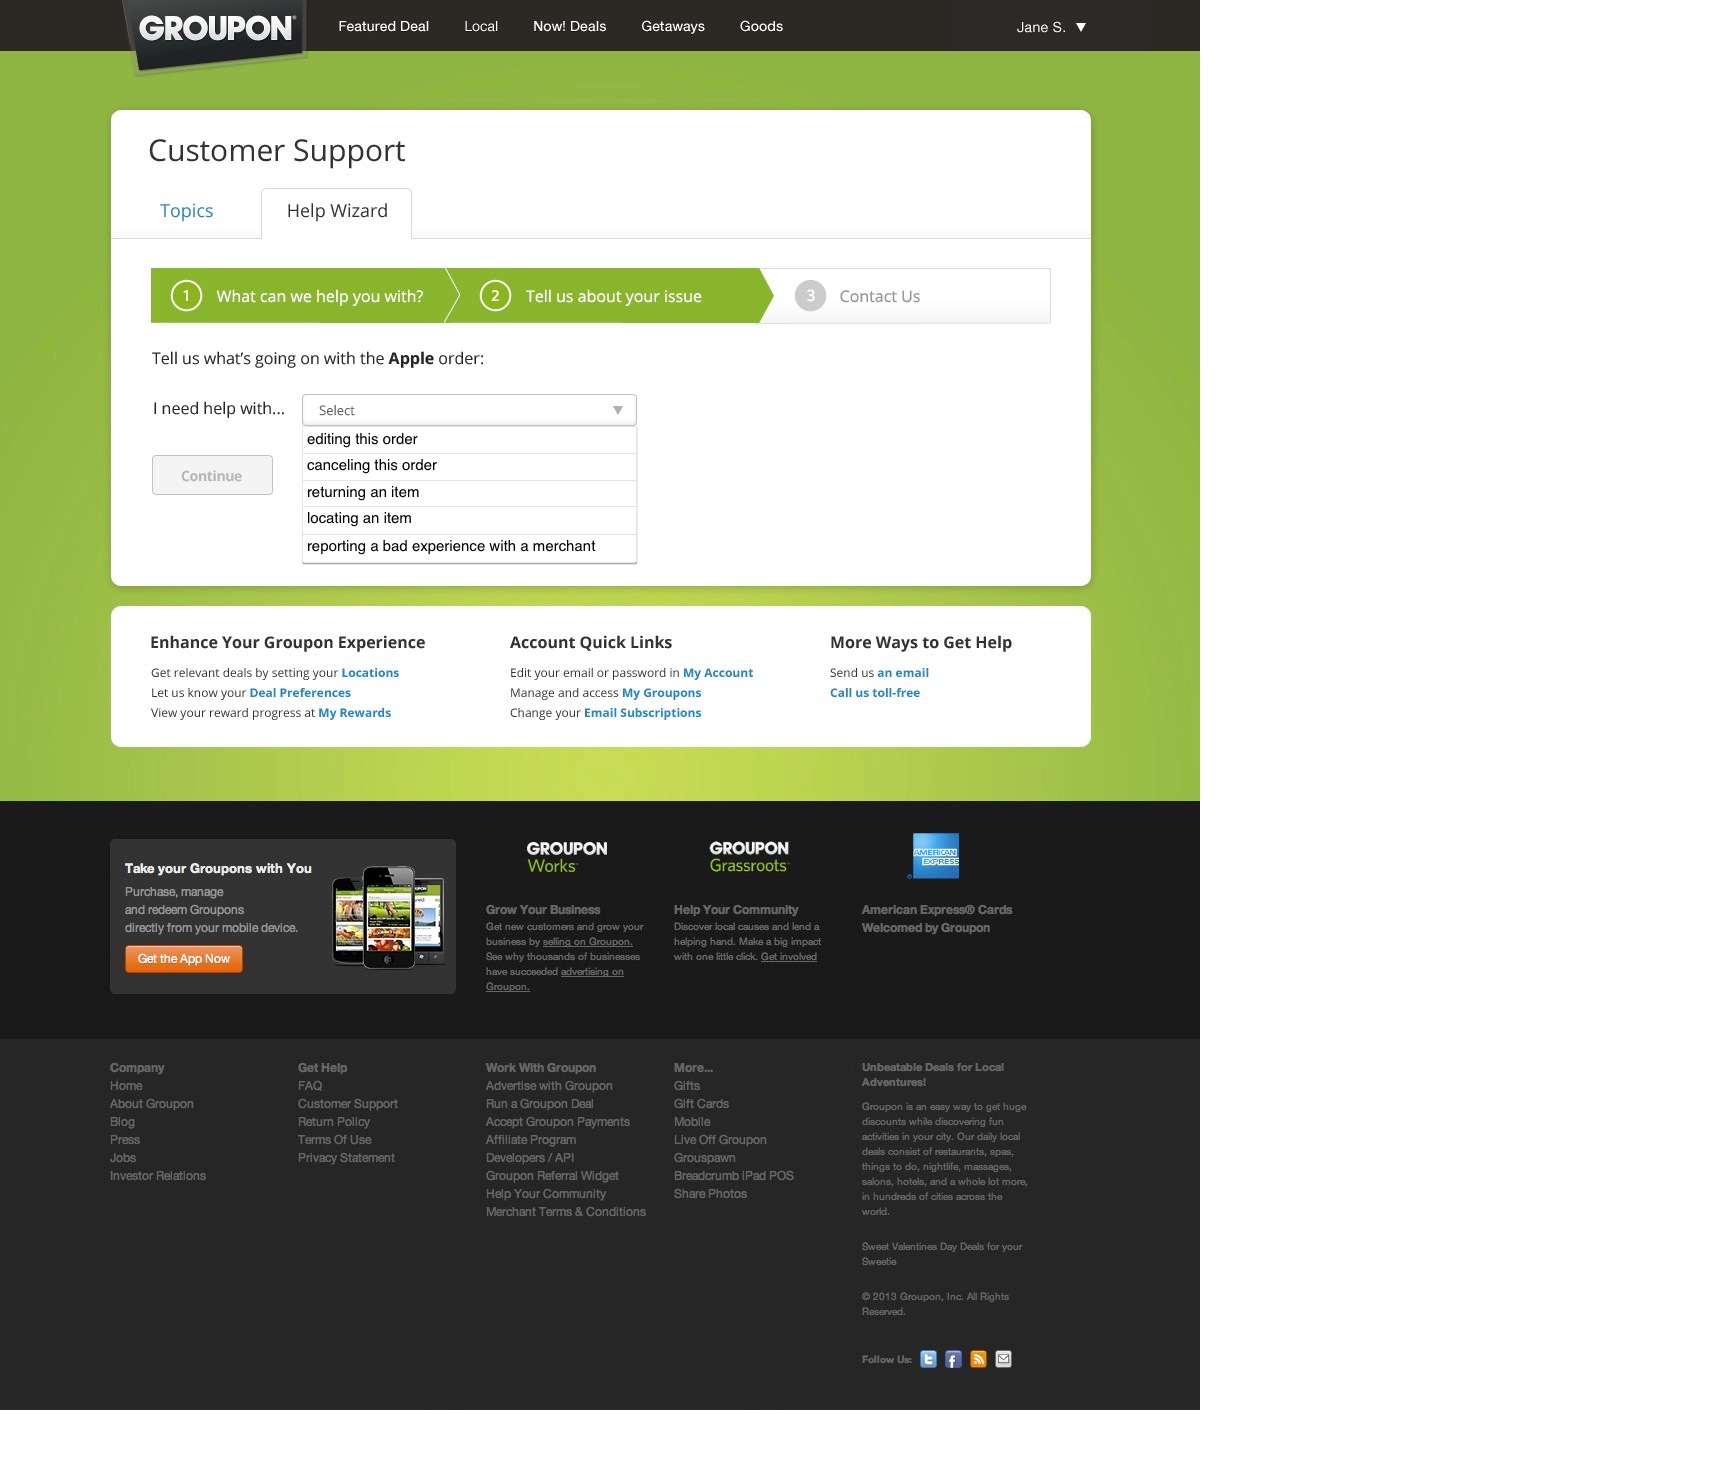 GROUPON®
Featured Deal
Local
Now! Deals
Getaways
Goods
Jane S. ▼
Customer Support
Topics
Help Wizard
1 What can we help you with?
2 Tell us about your issue
3 Contact Us
Tell us what's going on with the Apple order:
I need help with...
Select
editing this order
canceling this order
returning an item
locating an item
reporting a bad experience with a merchant
Continue
Enhance Your Groupon Experience
Get relevant deals by setting your Locations
Let us know your Deal Preferences
View your reward progress at My Rewards
Account Quick Links
Edit your email or password in My Account
Manage and access My Groupons
Change your Email Subscriptions
More Ways to Get Help
Send us an email
Call us toll-free
Take your Groupons with You
Purchase, manage
and redeem Groupons
directly from your mobile device.
Get the App Now
GROUPON
Works™
Grow Your Business
Get new customers and grow your
business by selling on Groupon.
See why thousands of businesses
have succeeded advertising on
Groupon.
GROUPON
Grassroots™
Help Your Community
Discover local causes and lend a
helping hand. Make a big impact
with one little click. Get involved
AMERICAN
EXPRESS
®
American Express® Cards
Welcomed by Groupon
Company
Home
About Groupon
Blog
Press
Jobs
Investor Relations
Get Help
FAQ
Customer Support
Return Policy
Terms Of Use
Privacy Statement
Work With Groupon
Advertise with Groupon
Run a Groupon Deal
Accept Groupon Payments
Affiliate Program
Developers / API
Groupon Referral Widget
Help Your Community
Merchant Terms & Conditions
More...
Gifts
Gift Cards
Mobile
Live Off Groupon
Grouspawn
Breadcrumb iPad POS
Share Photos
Unbeatable Deals for Local
Adventures!
Groupon is an easy way to get huge
discounts while discovering fun
activities in your city. Our daily local
deals consist of restaurants, spas,
things to do, nightlife, massages,
salons, hotels, and a whole lot more,
in hundreds of cities across the
world.
Sweet Valentines Day Deals for your
Sweetie
© 2013 Groupon, Inc. All Rights
Reserved.
Follow Us: